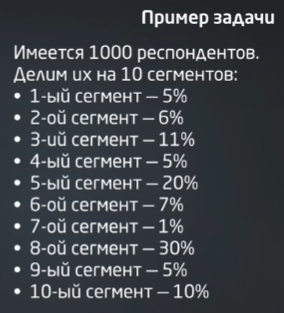 Пример задачи
Имеется 1000 респондентов.
Делим их на 10 сегментов:
• 1-ый сегмент – 5%
• 2-ой сегмент – 6%
• 3-ий сегмент – 11%
• 4-ый сегмент – 5%
• 5-ый сегмент – 20%
• 6-ой сегмент – 7%
• 7-ой сегмент – 1%
• 8-ой сегмент – 30%
• 9-ый сегмент – 5%
• 10-ый сегмент – 10%